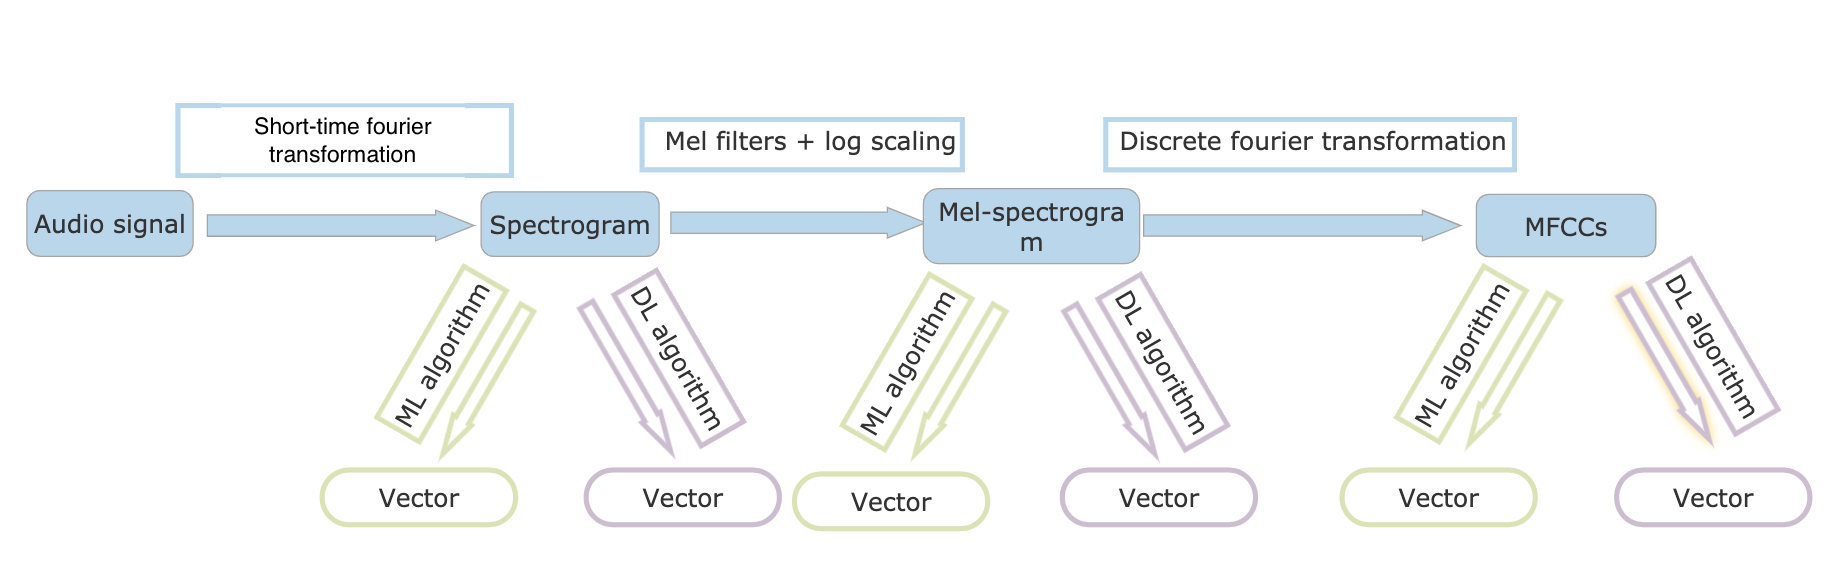 Short-time fourier
transformation
Mel filters + log scaling
Discrete fourier transformation
Audio signal
Spectrogram
Mel-spectrogra
m
MFCCs
ML algorithm
DL algorithm
ML algorithm
DL algorithm
ML algorithm
DL algorithm
Vector
Vector
Vector
Vector
Vector
Vector